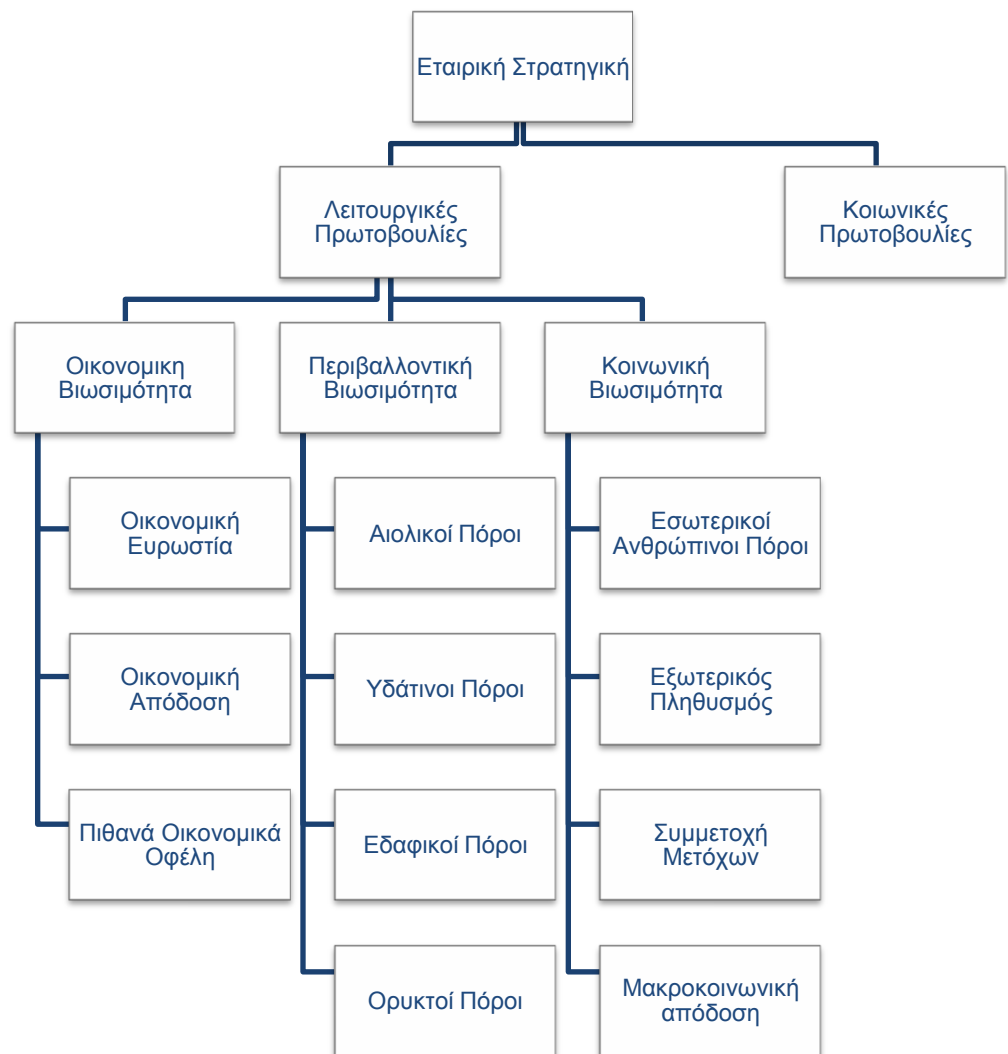 Εταιρική Στρατηγική
Λειτουργικές
Πρωτοβουλίες
Κοιωνικές
Πρωτοβουλίες
Οικονομικη
Βιωσιμότητα
Περιβαλλοντική
Βιωσιμότητα
Κοινωνική
Βιωσιμότητα
Οικονομική
Ευρωστία
Αιολικοί Πόροι
Εσωτερικοί
Ανθρώπινοι Πόροι
Οικονομική
Απόδοση
Υδάτινοι Πόροι
Εξωτερικός
Πληθυσμός
Πιθανά Οικονομικά
Οφέλη
Εδαφικοί Πόροι
Συμμετοχή
Μετόχων
Ορυκτοί Πόροι
Μακροκοινωνική
απόδοση